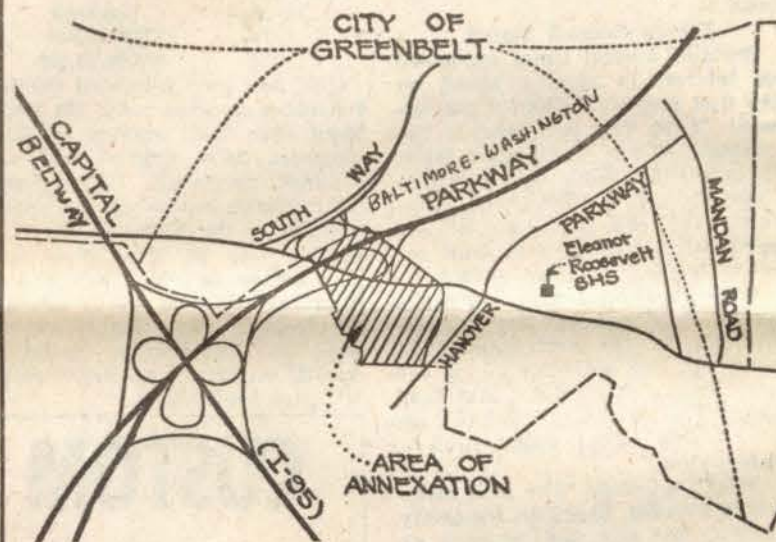 CITY OF
GREENBELT
CAPITAL
BELTWAY
SOUTH WAY
BALTIMORE-WASHINGTON
PARKWAY
PARKWAY
Eleanor
Roosevelt
SHS
MANDAN ROAD
HANOVER
AREA OF
ANNEXATION
(I-95)